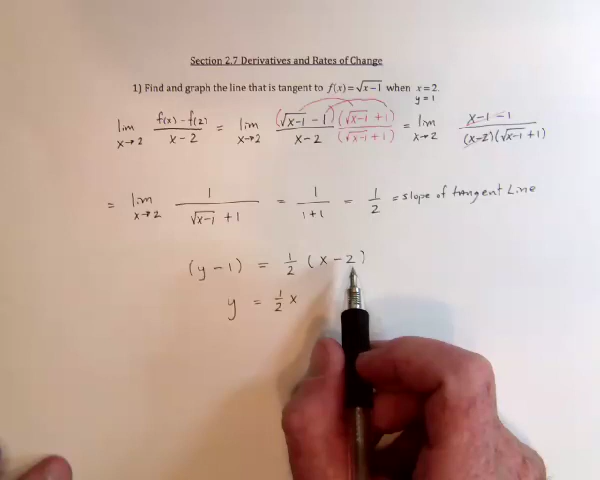 Section 2.7 Derivatives and Rates of Change
1) Find and graph the line that is tangent to f(x) = √x−1 when x = 2.
y = 1
lim x→2 f(x) − f(2) / x − 2 = lim x→2 (√x−1 − 1) (√x−1 + 1) / x − 2 (√x−1 + 1) = lim x→2 x − 1 − 1 / (x−2)(√x−1 + 1)
= lim x→2 1 / √x−1 + 1 = 1 / 1+1 = 1/2 = slope of tangent Line
(y − 1) = 1/2 (x − 2)
y = 1/2 x